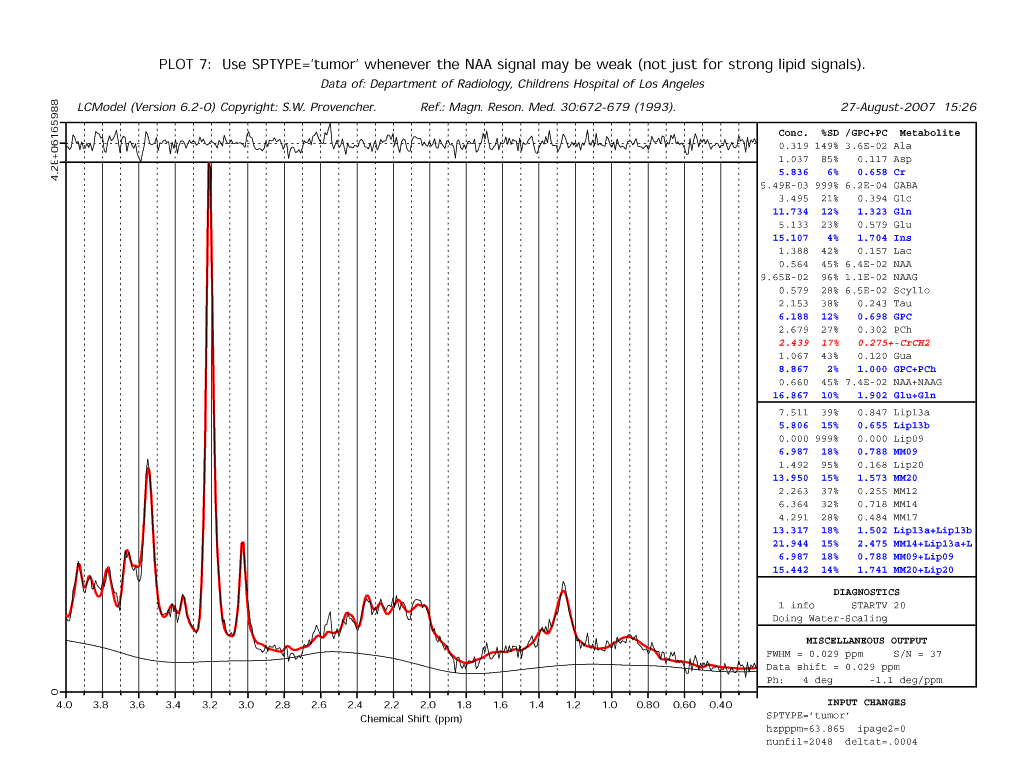 PLOT 7: Use SPTYPE='tumor' whenever the NAA signal may be weak (not just for strong lipid signals).
Data of: Department of Radiology, Childrens Hospital of Los Angeles
LCModel (Version 6.2-0) Copyright: S.W. Provencher. Ref.: Magn. Reson. Med. 30:672-679 (1993). 27-August-2007 15:26
Conc. %SD /GPC+PC Metabolite
0.319 149% 3.6E-02 Ala
1.037 85% 0.117 Asp
5.836 6% 0.658 Cr
5.49E-03 999% 6.2E-04 GABA
3.495 21% 0.394 Glc
11.734 12% 1.323 Gln
5.133 23% 0.579 Glu
15.107 4% 1.704 Ins
1.388 42% 0.157 Lac
0.564 45% 6.4E-02 NAA
9.65E-02 96% 1.1E-02 NAAG
0.579 28% 6.5E-02 Scyllo
2.153 38% 0.243 Tau
6.188 12% 0.698 GPC
2.679 27% 0.302 PCh
2.439 17% 0.275+-CrCH2
1.067 43% 0.120 Gua
8.867 2% 1.000 GPC+PCh
0.660 45% 7.4E-02 NAA+NAAG
16.867 10% 1.902 Glu+Gln
7.511 39% 0.847 Lip13a
5.806 15% 0.655 Lip13b
0.000 999% 0.000 Lip09
6.987 18% 0.788 MM09
1.492 95% 0.168 Lip20
13.950 15% 1.573 MM20
2.263 37% 0.255 MM12
6.364 32% 0.718 MM14
4.291 28% 0.484 MM17
13.317 18% 1.502 Lip13a+Lip13b
21.944 15% 2.475 MM14+Lip13a+L
6.987 18% 0.788 MM09+Lip09
15.442 14% 1.741 MM20+Lip20
DIAGNOSTICS
1 info STARTV 20
Doing Water-Scaling
MISCELLANEOUS OUTPUT
FWHM = 0.029 ppm S/N = 37
Data shift = 0.029 ppm
Ph: 4 deg -1.1 deg/ppm
INPUT CHANGES
SPTYPE='tumor'
hzpppm=63.865 ipage2=0
nunfil=2048 deltat=.0004
0
4.0 3.8 3.6 3.4 3.2 3.0 2.8 2.6 2.4 2.2 2.0 1.8 1.6 1.4 1.2 1.0 0.80 0.60 0.40
Chemical Shift (ppm)